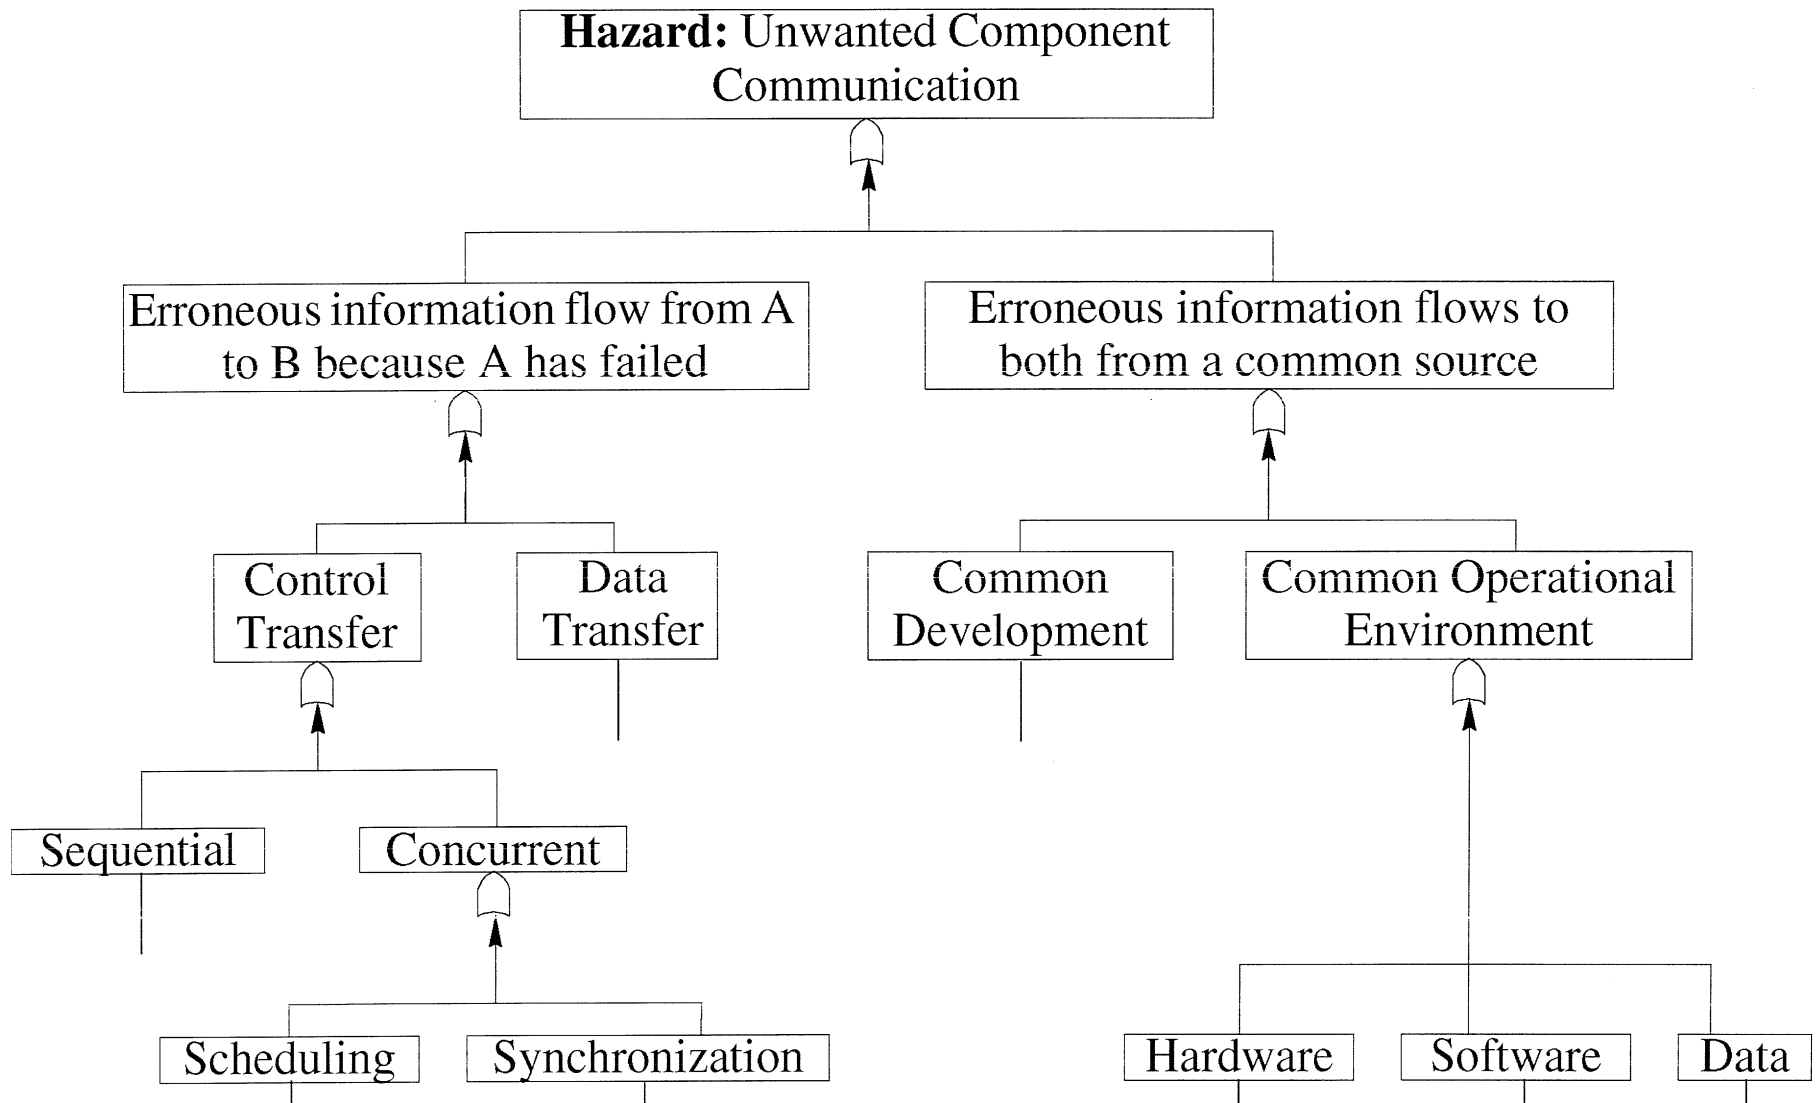 Hazard: Unwanted Component
Communication
Erroneous information flow from A
to B because A has failed
Erroneous information flows to
both from a common source
Control
Transfer
Data
Transfer
Common
Development
Common Operational
Environment
Sequential
Concurrent
Scheduling
Synchronization
Hardware
Software
Data